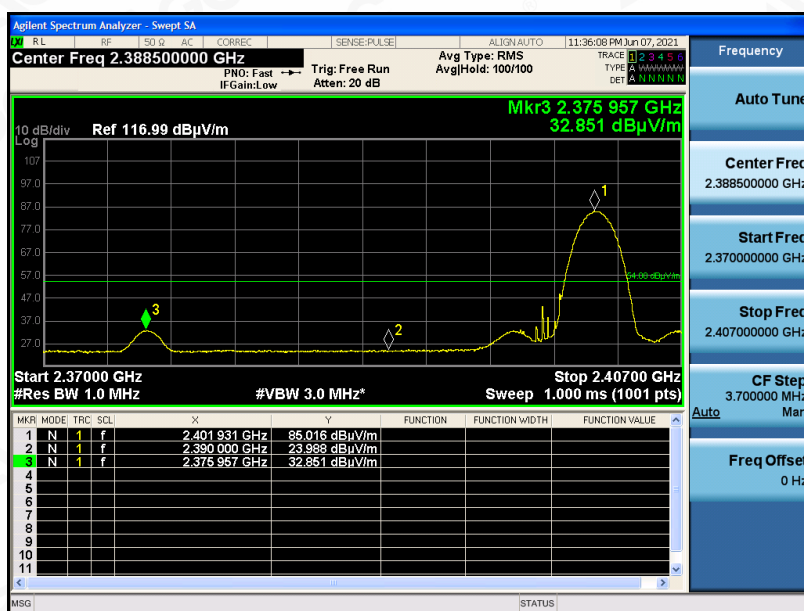 Agilent Spectrum Analyzer - Swept SA
LXI RL RF 50 Ω AC CORREC SENSE:PULSE ALIGN AUTO 11:36:08 PM Jun 07, 2021
Center Freq 2.388500000 GHz
PNO: Fast
IFGain:Low
Trig: Free Run
Atten: 20 dB
Avg Type: RMS
Avg|Hold: 100/100
TRACE 1 2 3 4 5 6
TYPE A WWWWW
DET A N N N N N
Mkr3 2.375 957 GHz
32.851 dBµV/m
10 dB/div Ref 116.99 dBµV/m
Log
107
97.0
87.0
77.0
67.0
57.0
47.0
37.0
27.0
1
2
3
54.00 dBµV/m
Start 2.37000 GHz Stop 2.40700 GHz
#Res BW 1.0 MHz #VBW 3.0 MHz* Sweep 1.000 ms (1001 pts)
MKR MODE TRC SCL X Y FUNCTION FUNCTION WIDTH FUNCTION VALUE
1 N 1 f 2.401 931 GHz 85.016 dBµV/m
2 N 1 f 2.390 000 GHz 23.988 dBµV/m
3 N 1 f 2.375 957 GHz 32.851 dBµV/m
4
5
6
7
8
9
10
11
MSG STATUS
Frequency
Auto Tune
Center Freq
2.388500000 GHz
Start Freq
2.370000000 GHz
Stop Freq
2.407000000 GHz
CF Step
3.700000 MHz
Auto Man
Freq Offset
0 Hz